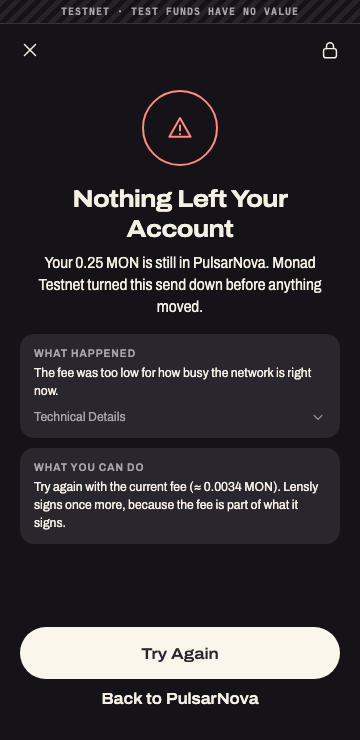 TESTNET · TEST FUNDS HAVE NO VALUE
Nothing Left Your
Account
Your 0.25 MON is still in PulsarNova. Monad
Testnet turned this send down before anything
moved.
WHAT HAPPENED
The fee was too low for how busy the network is right
now.
Technical Details
WHAT YOU CAN DO
Try again with the current fee (≈ 0.0034 MON). Lensly
signs once more, because the fee is part of what it
signs.
Try Again
Back to PulsarNova